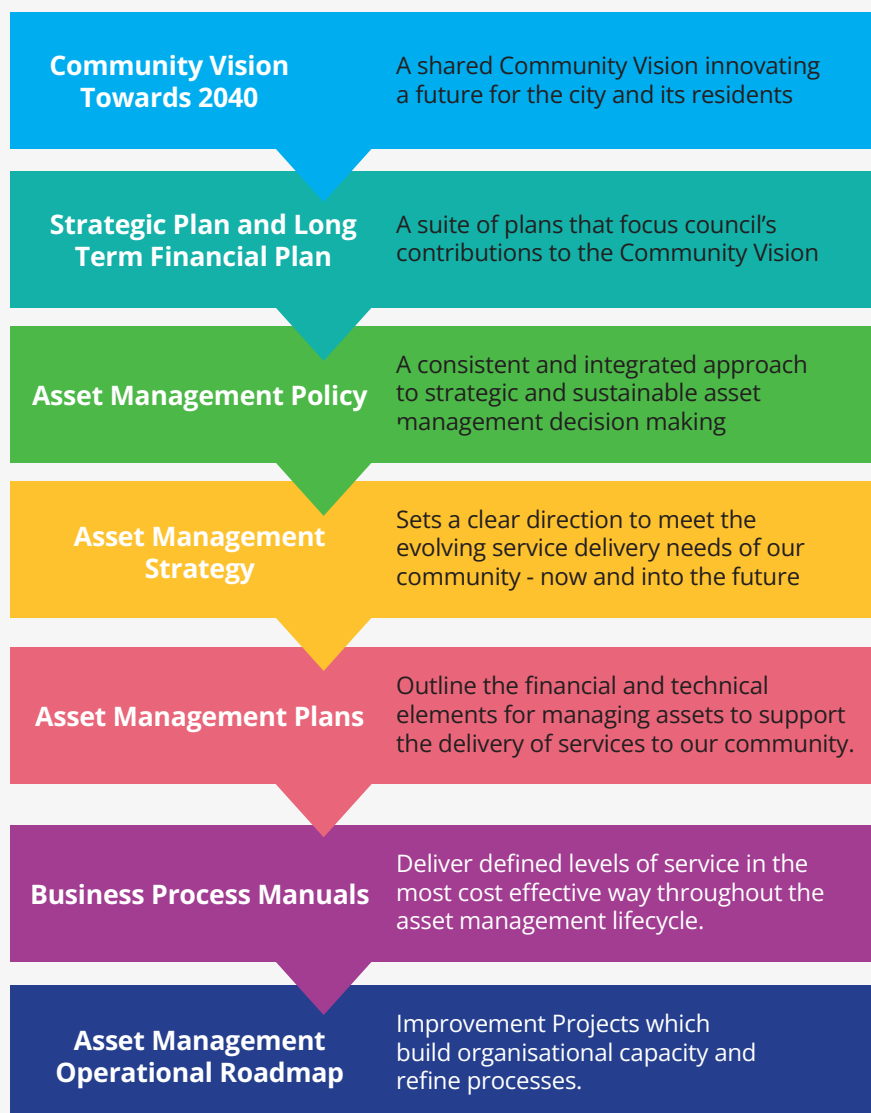 Community Vision
Towards 2040
A shared Community Vision innovating
a future for the city and its residents
Strategic Plan and Long
Term Financial Plan
A suite of plans that focus council’s
contributions to the Community Vision
Asset Management Policy
A consistent and integrated approach
to strategic and sustainable asset
management decision making
Asset Management
Strategy
Sets a clear direction to meet the
evolving service delivery needs of our
community - now and into the future
Asset Management Plans
Outline the financial and technical
elements for managing assets to support
the delivery of services to our community.
Business Process Manuals
Deliver defined levels of service in the
most cost effective way throughout the
asset management lifecycle.
Asset Management
Operational Roadmap
Improvement Projects which
build organisational capacity and
refine processes.